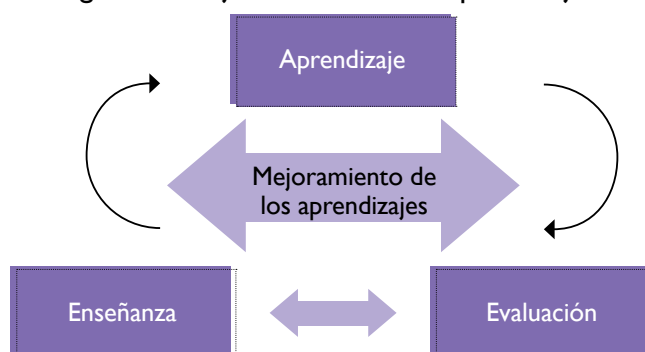 Aprendizaje
Mejoramiento de
los aprendizajes
Enseñanza
Evaluación